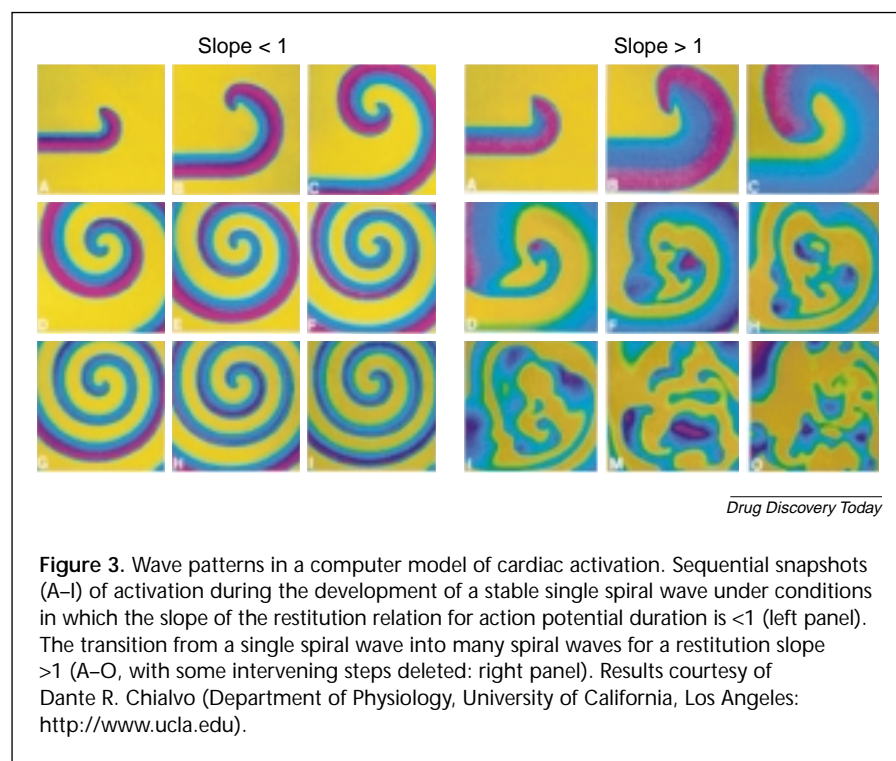 Slope < 1
Slope > 1
A B C
A B C
D E F
D F H
G H I
L M O
Drug Discovery Today
Figure 3. Wave patterns in a computer model of cardiac activation. Sequential snapshots
(A–I) of activation during the development of a stable single spiral wave under conditions
in which the slope of the restitution relation for action potential duration is <1 (left panel).
The transition from a single spiral wave into many spiral waves for a restitution slope
>1 (A–O, with some intervening steps deleted: right panel). Results courtesy of
Dante R. Chialvo (Department of Physiology, University of California, Los Angeles:
http://www.ucla.edu).